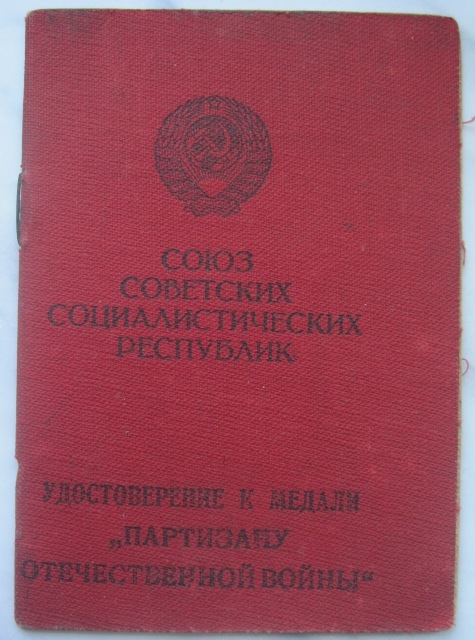 СОЮЗ
СОВЕТСКИХ
СОЦИАЛИСТИЧЕСКИХ
РЕСПУБЛИК
УДОСТОВЕРЕНИЕ К МЕДАЛИ
„ПАРТИЗАНУ
ОТЕЧЕСТВЕННОЙ ВОЙНЫ“